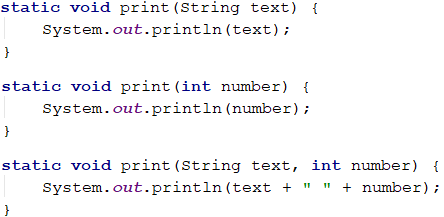 static void print(String text) {
    System.out.println(text);
}
static void print(int number) {
    System.out.println(number);
}
static void print(String text, int number) {
    System.out.println(text + " " + number);
}